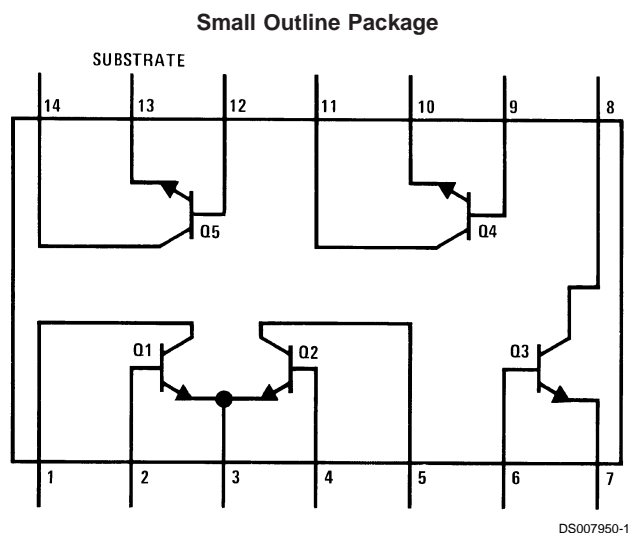 Small Outline Package
SUBSTRATE
14 13 12 11 10 9 8
Q5 Q4
Q1 Q2 Q3
1 2 3 4 5 6 7
DS007950-1